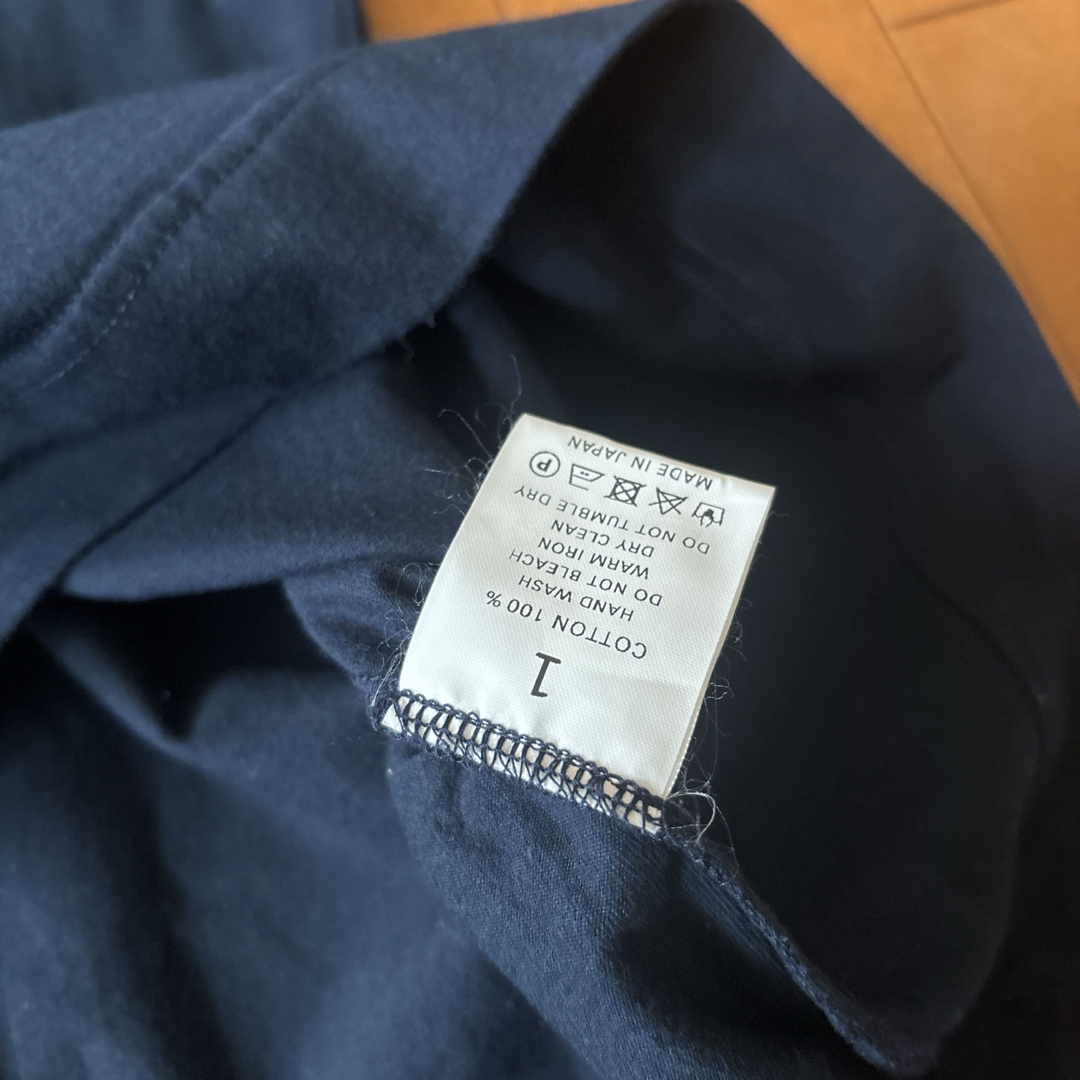 1
COTTON 100 %
HAND WASH
DO NOT BLEACH
WARM IRON
DRY CLEAN
DO NOT TUMBLE DRY
P
MADE IN JAPAN